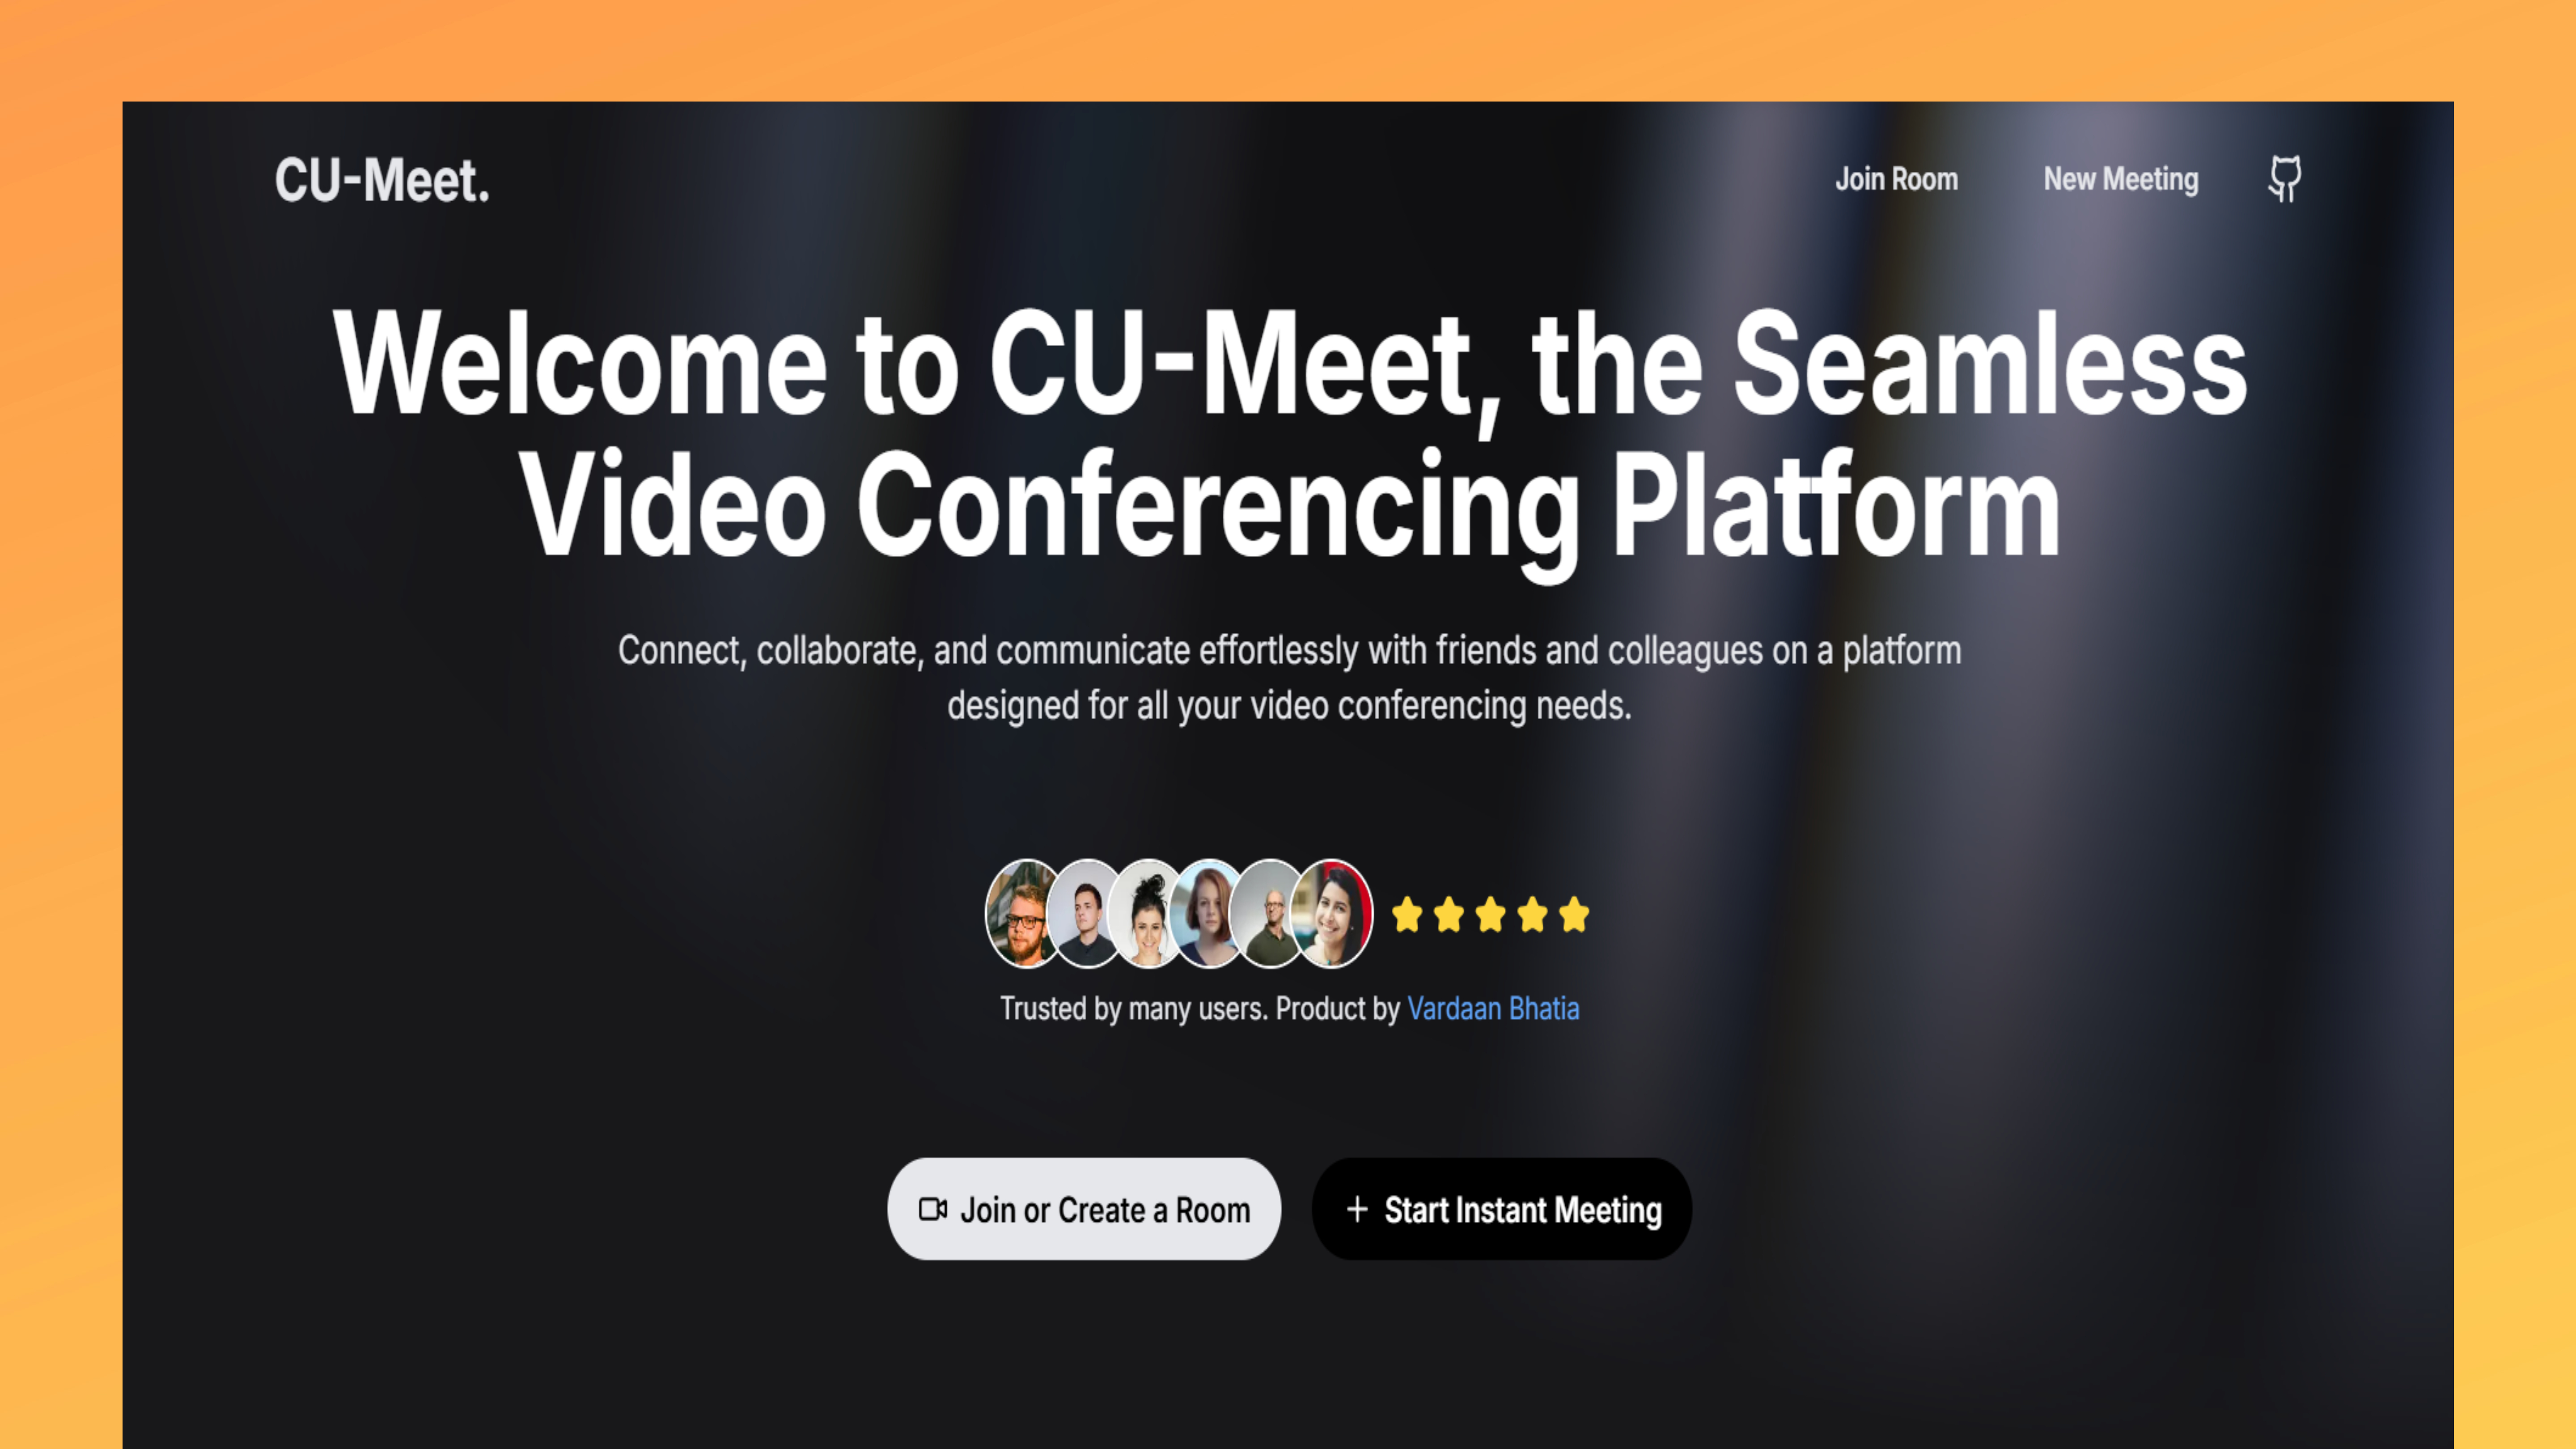 CU-Meet.
Join Room
New Meeting
Welcome to CU-Meet, the Seamless
Video Conferencing Platform
Connect, collaborate, and communicate effortlessly with friends and colleagues on a platform
designed for all your video conferencing needs.
Trusted by many users. Product by Vardaan Bhatia
Join or Create a Room
+ Start Instant Meeting